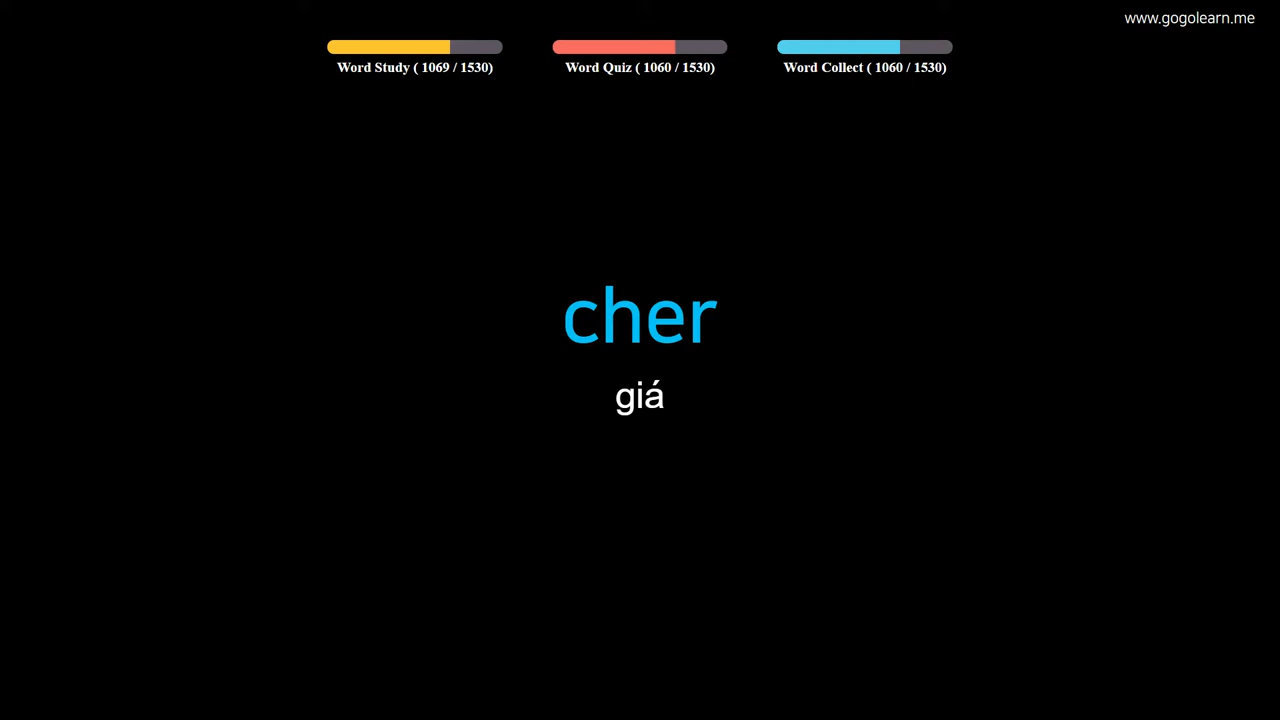 www.gogolearn.me
Word Study ( 1069 / 1530)
Word Quiz ( 1060 / 1530)
Word Collect ( 1060 / 1530)
cher
giá